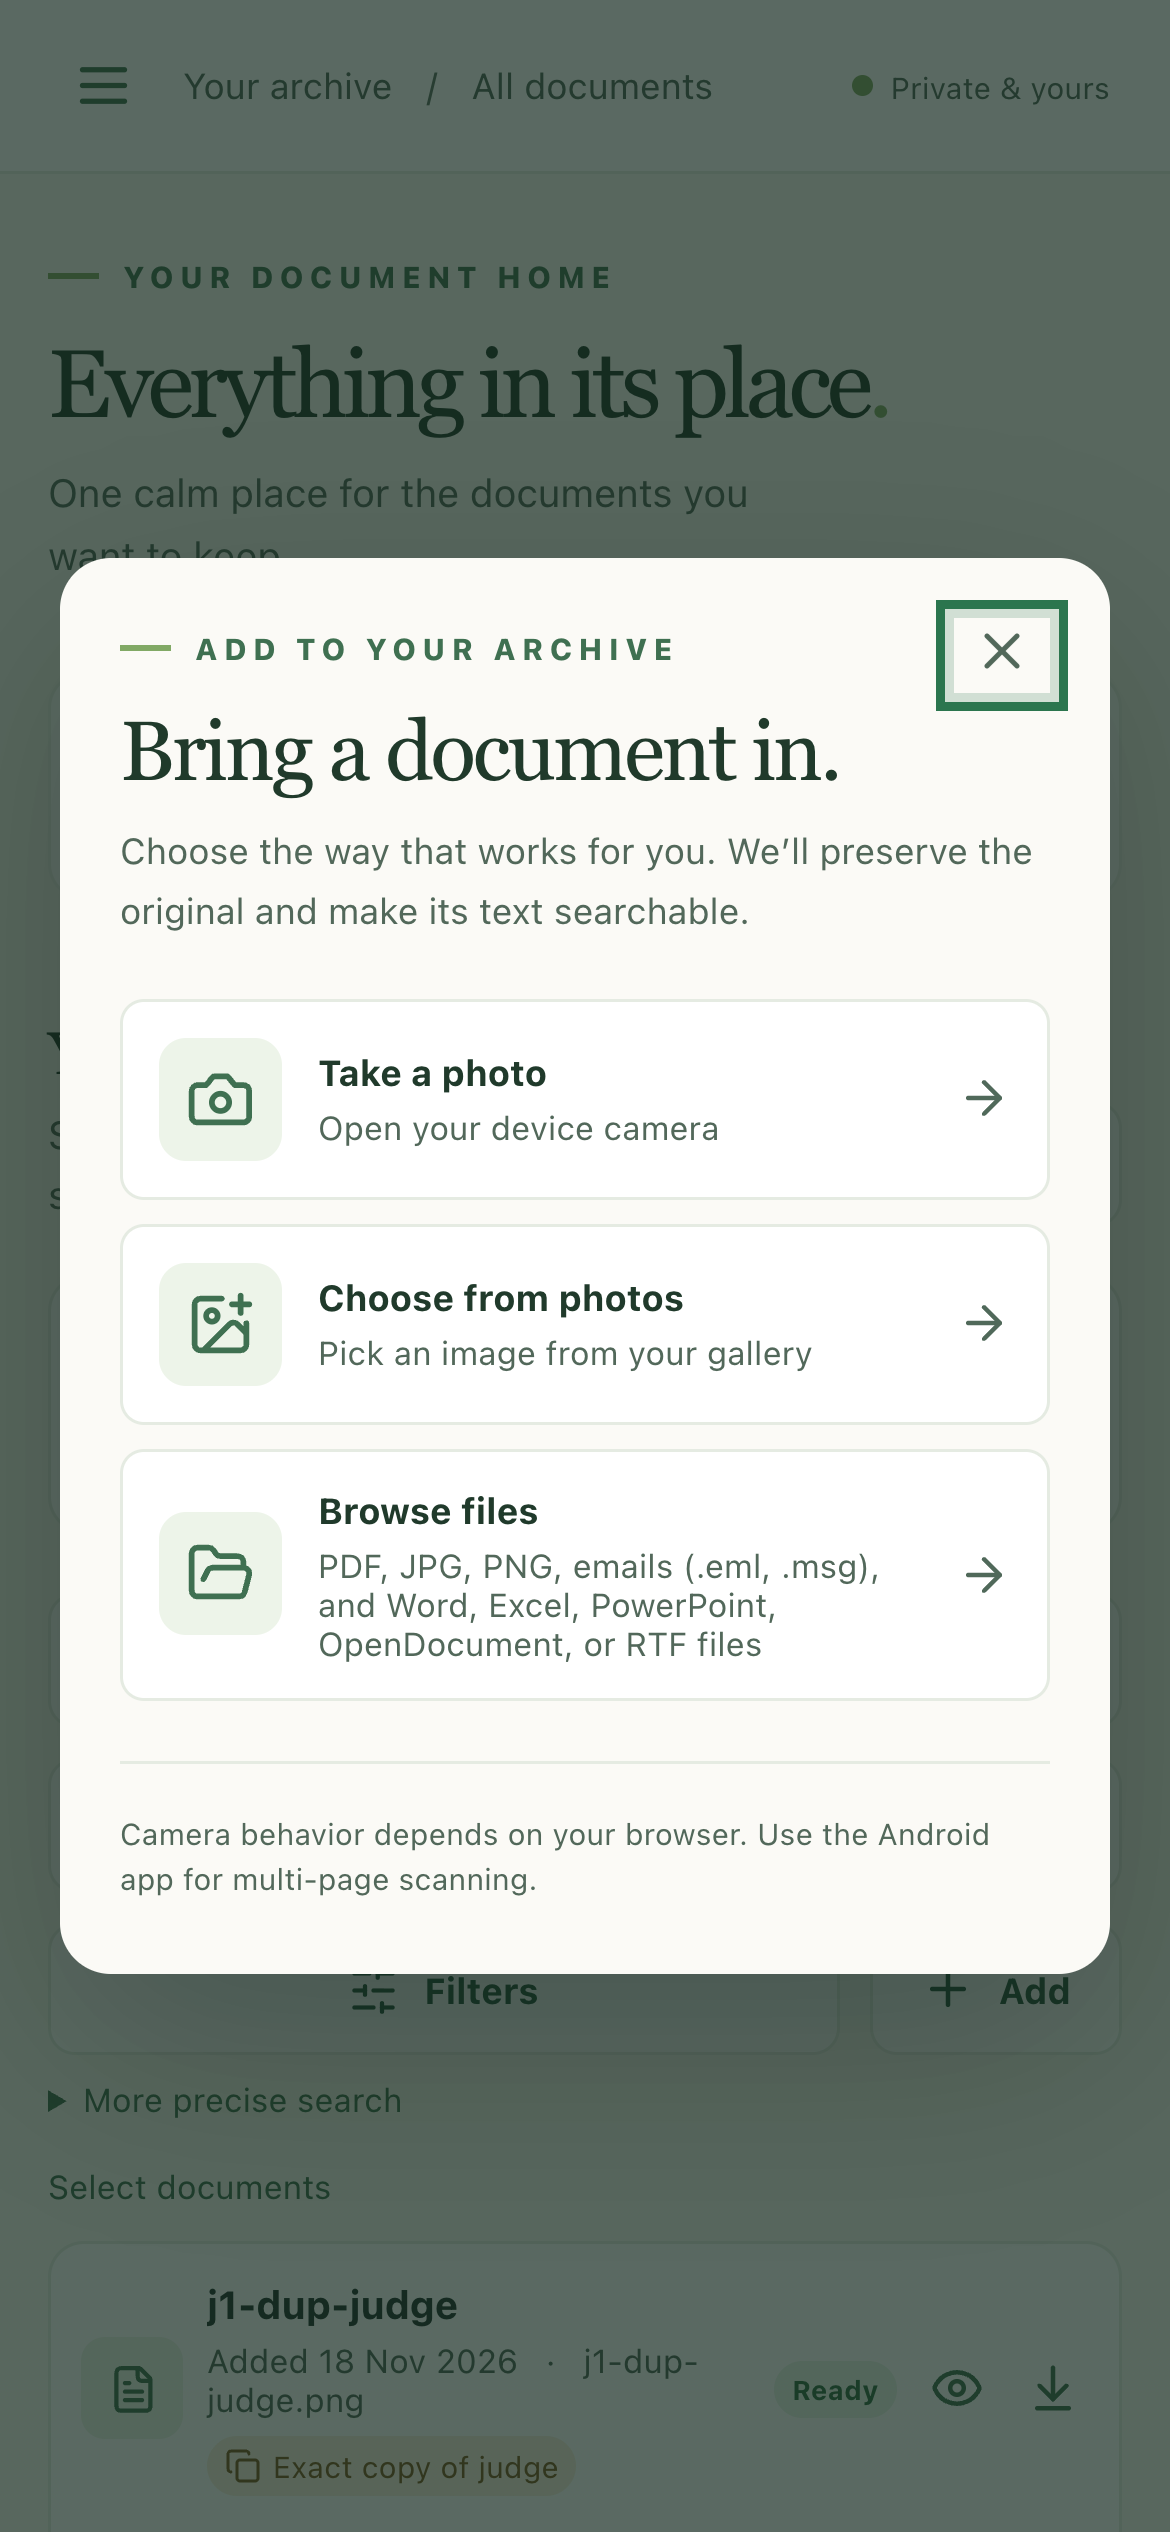 Your archive / All documents
Private & yours
YOUR DOCUMENT HOME
Everything in its place.
One calm place for the documents you
want to keep
ADD TO YOUR ARCHIVE
Bring a document in.
Choose the way that works for you. We’ll preserve the
original and make its text searchable.
Take a photo
Open your device camera
Choose from photos
Pick an image from your gallery
Browse files
PDF, JPG, PNG, emails (.eml, .msg),
and Word, Excel, PowerPoint,
OpenDocument, or RTF files
Camera behavior depends on your browser. Use the Android
app for multi-page scanning.
Filters
Add
More precise search
Select documents
j1-dup-judge
Added 18 Nov 2026 · j1-dup-
judge.png
Ready
Exact copy of judge